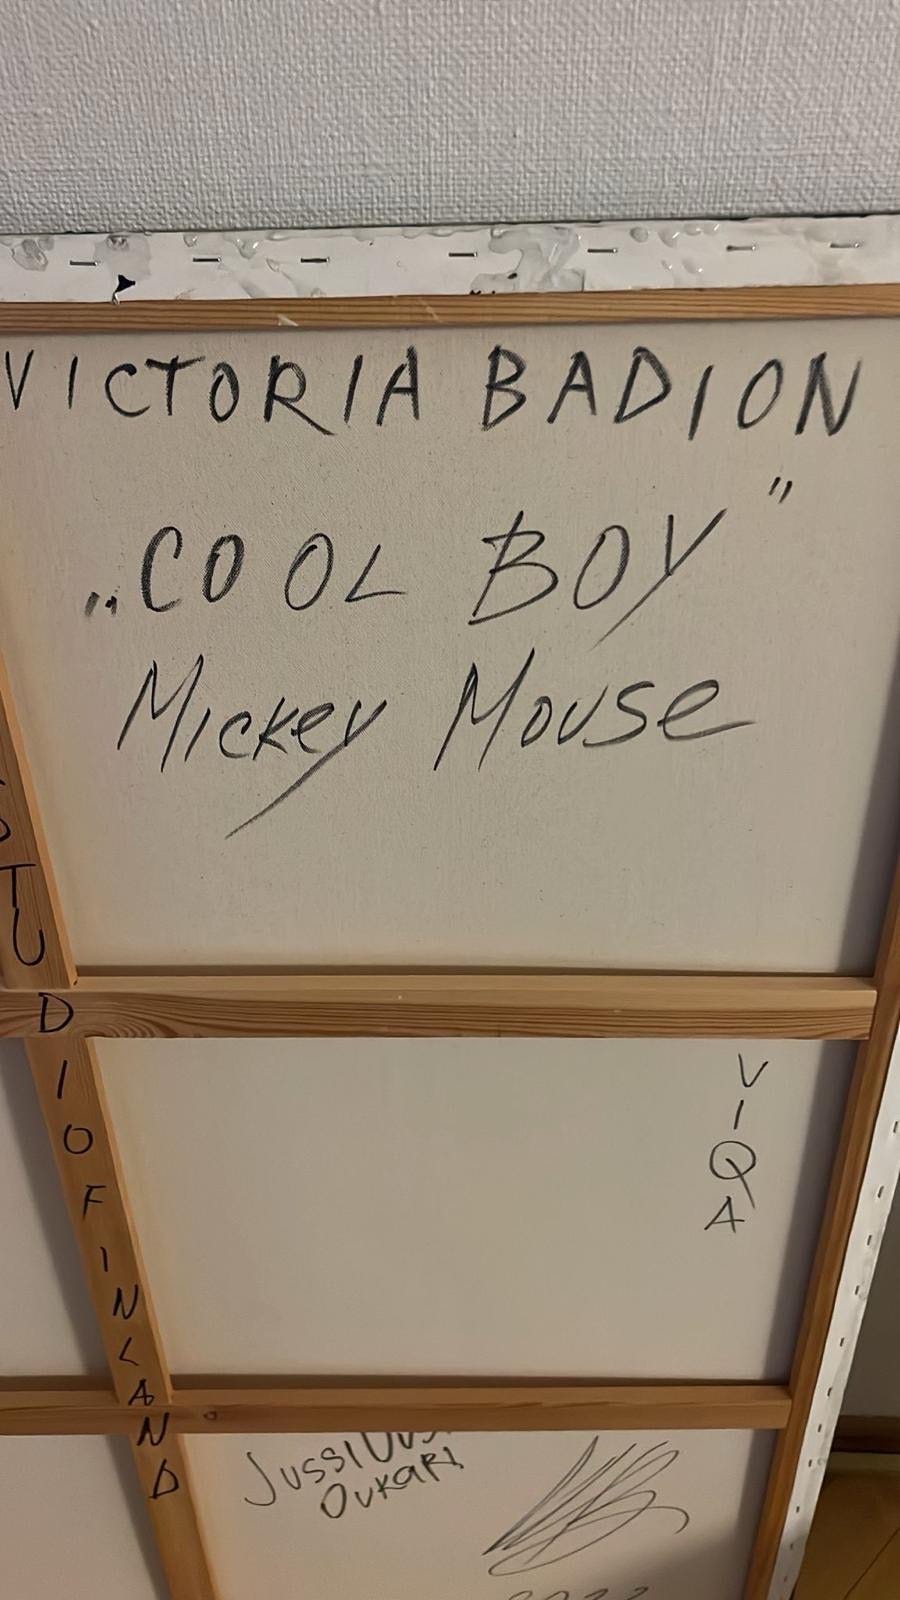 VICTORIA BADION
„COOL BOY"
Mickey Mouse
STUDIO FINLAND
VIQA
Jussi
Oukari